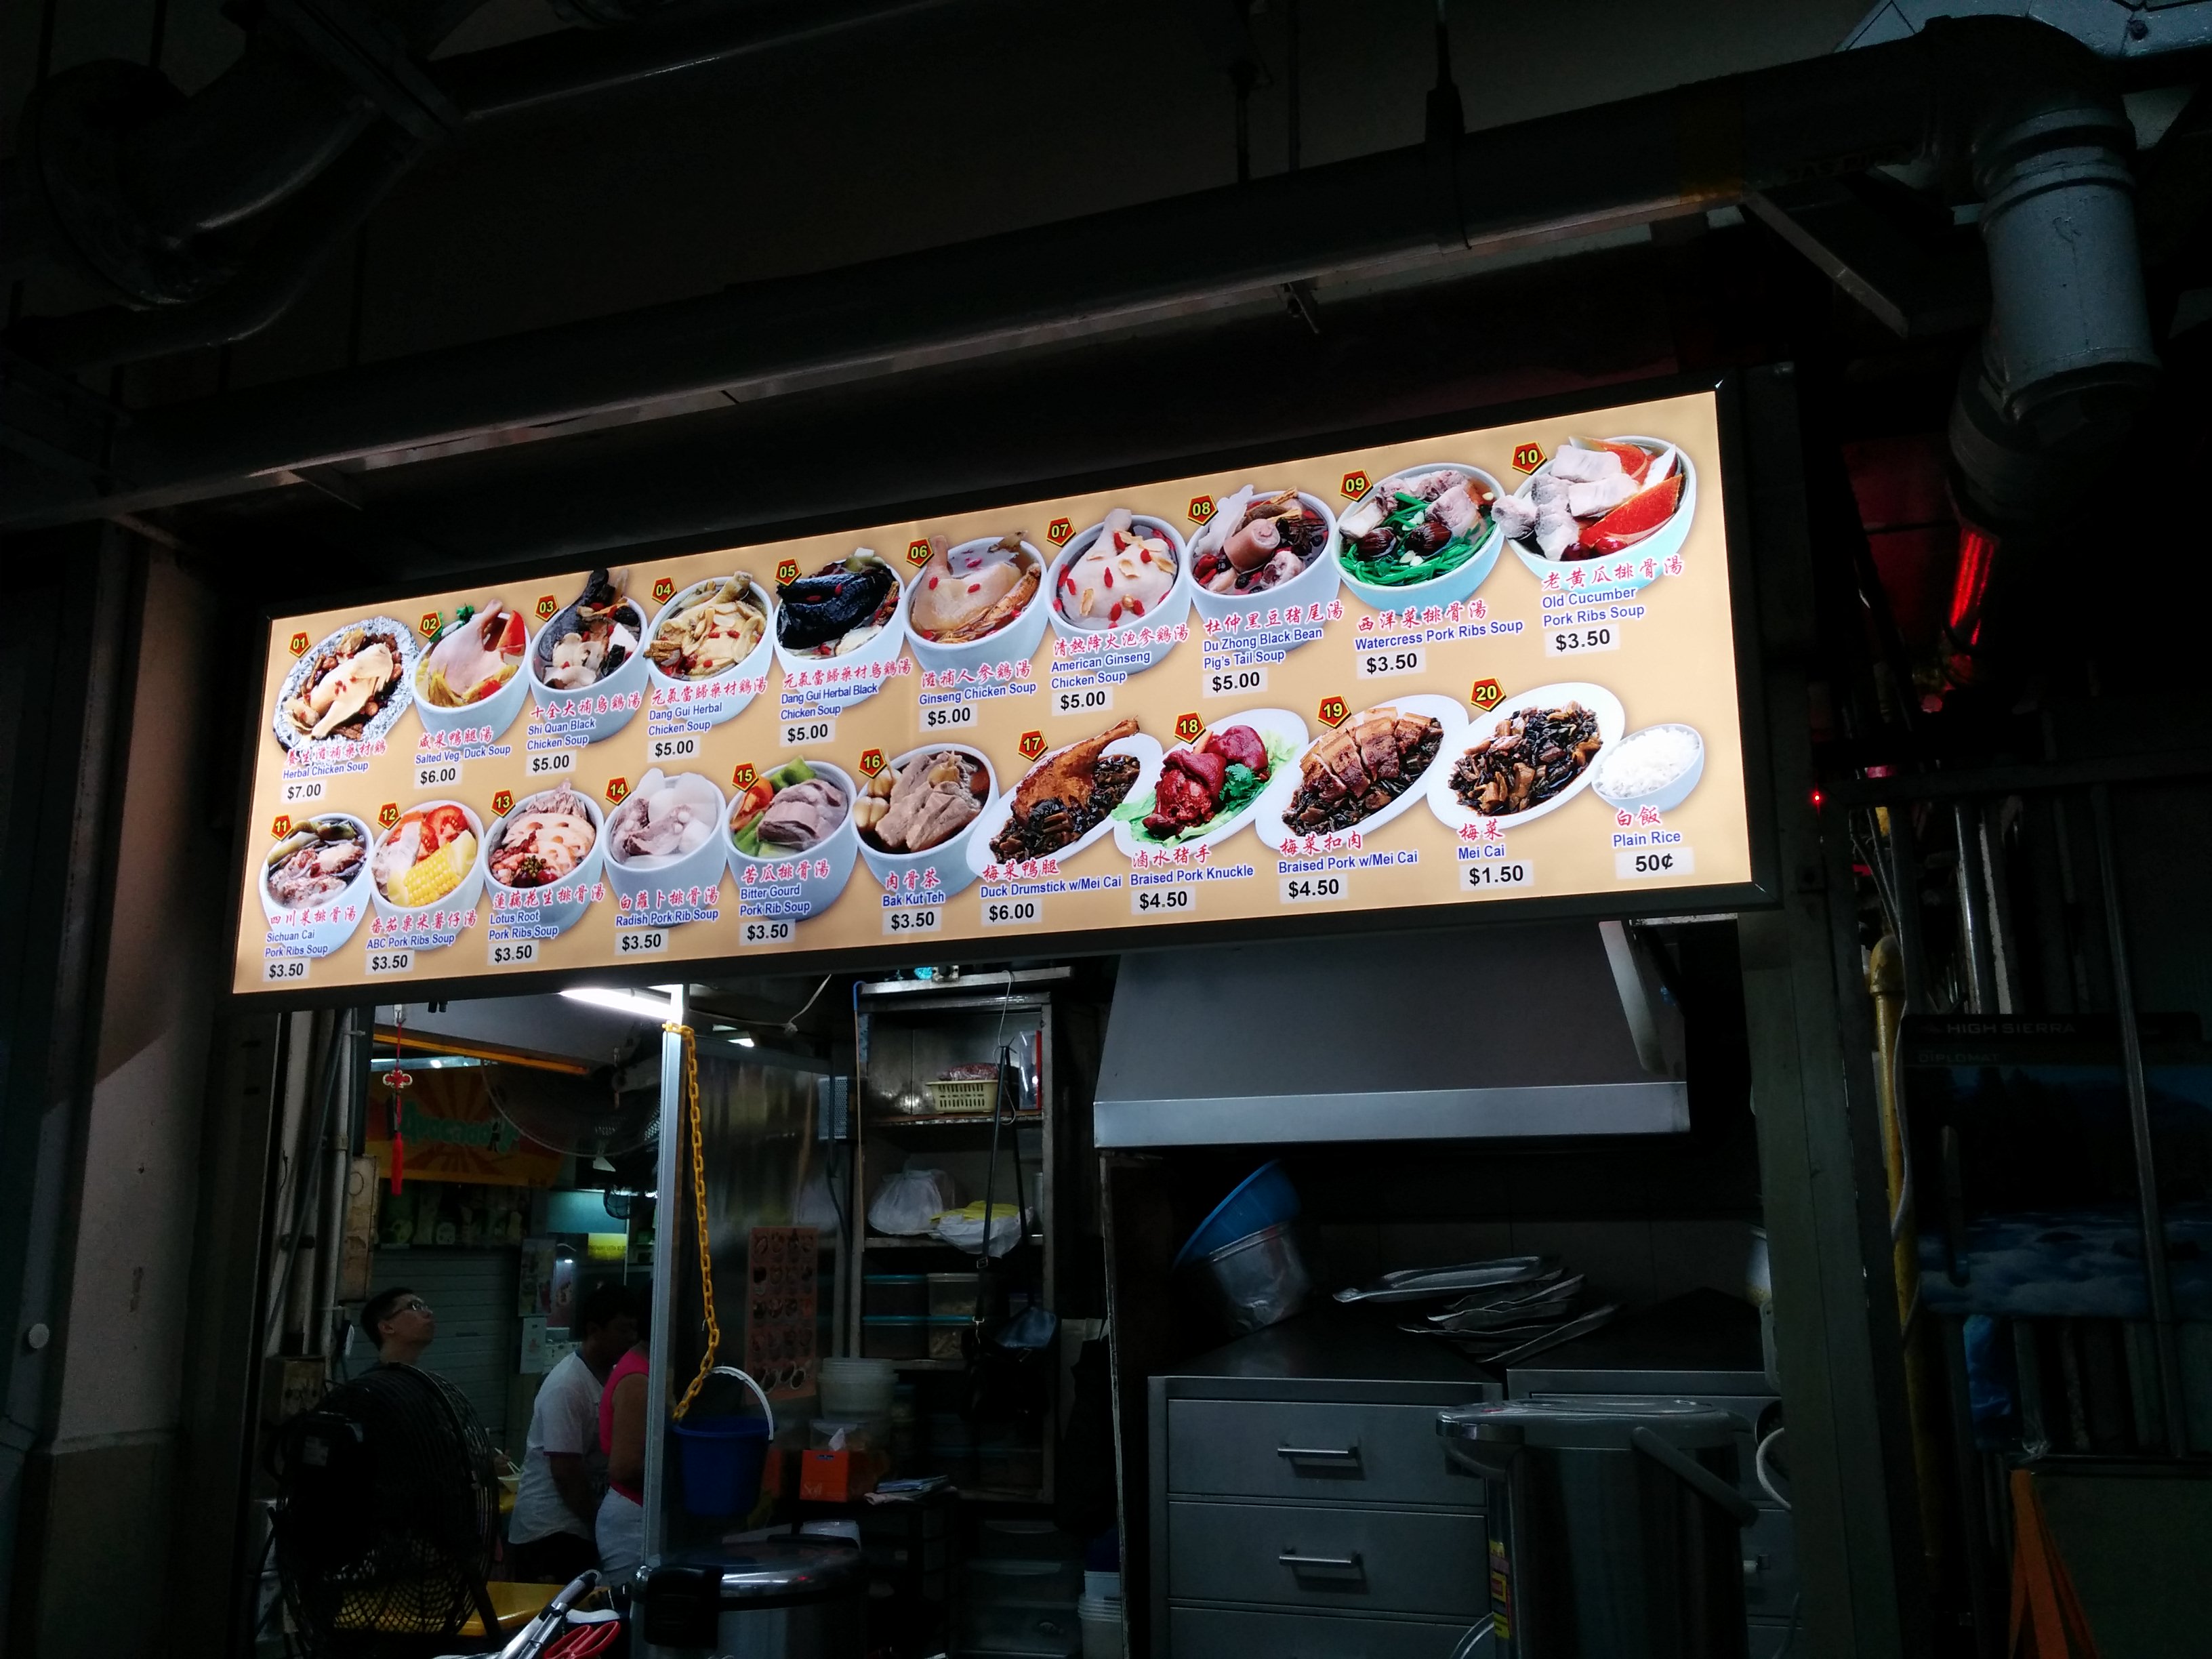 01
養生滋補藥材鷄
Herbal Chicken Soup
$7.00
02
咸菜鴨腿湯
Salted Veg Duck Soup
$6.00
03
十全大補烏鷄湯
Shi Quan Black
Chicken Soup
$5.00
04
元氣當歸藥材鷄湯
Dang Gui Herbal
Chicken Soup
$5.00
05
元氣當歸藥材烏鷄湯
Dang Gui Herbal Black
Chicken Soup
$5.00
06
滋補人參鷄湯
Ginseng Chicken Soup
$5.00
07
清熱降火泡參鷄湯
American Ginseng
Chicken Soup
$5.00
08
杜仲黑豆豬尾湯
Du Zhong Black Bean
Pig's Tail Soup
$5.00
09
西洋菜排骨湯
Watercress Pork Ribs Soup
$3.50
10
老黃瓜排骨湯
Old Cucumber
Pork Ribs Soup
$3.50
11
四川菜排骨湯
Sichuan Cai
Pork Ribs Soup
$3.50
12
番茄粟米薯仔湯
ABC Pork Ribs Soup
$3.50
13
蓮藕花生排骨湯
Lotus Root
Pork Ribs Soup
$3.50
14
白蘿卜排骨湯
Radish Pork Rib Soup
$3.50
15
苦瓜排骨湯
Bitter Gourd
Pork Rib Soup
$3.50
16
肉骨茶
Bak Kut Teh
$3.50
17
梅菜鴨腿
Duck Drumstick w/Mei Cai
$6.00
18
滷水豬手
Braised Pork Knuckle
$4.50
19
梅菜扣肉
Braised Pork w/Mei Cai
$4.50
20
梅菜
Mei Cai
$1.50
白飯
Plain Rice
50¢
HIGH SIERRA
DIPLOMAT